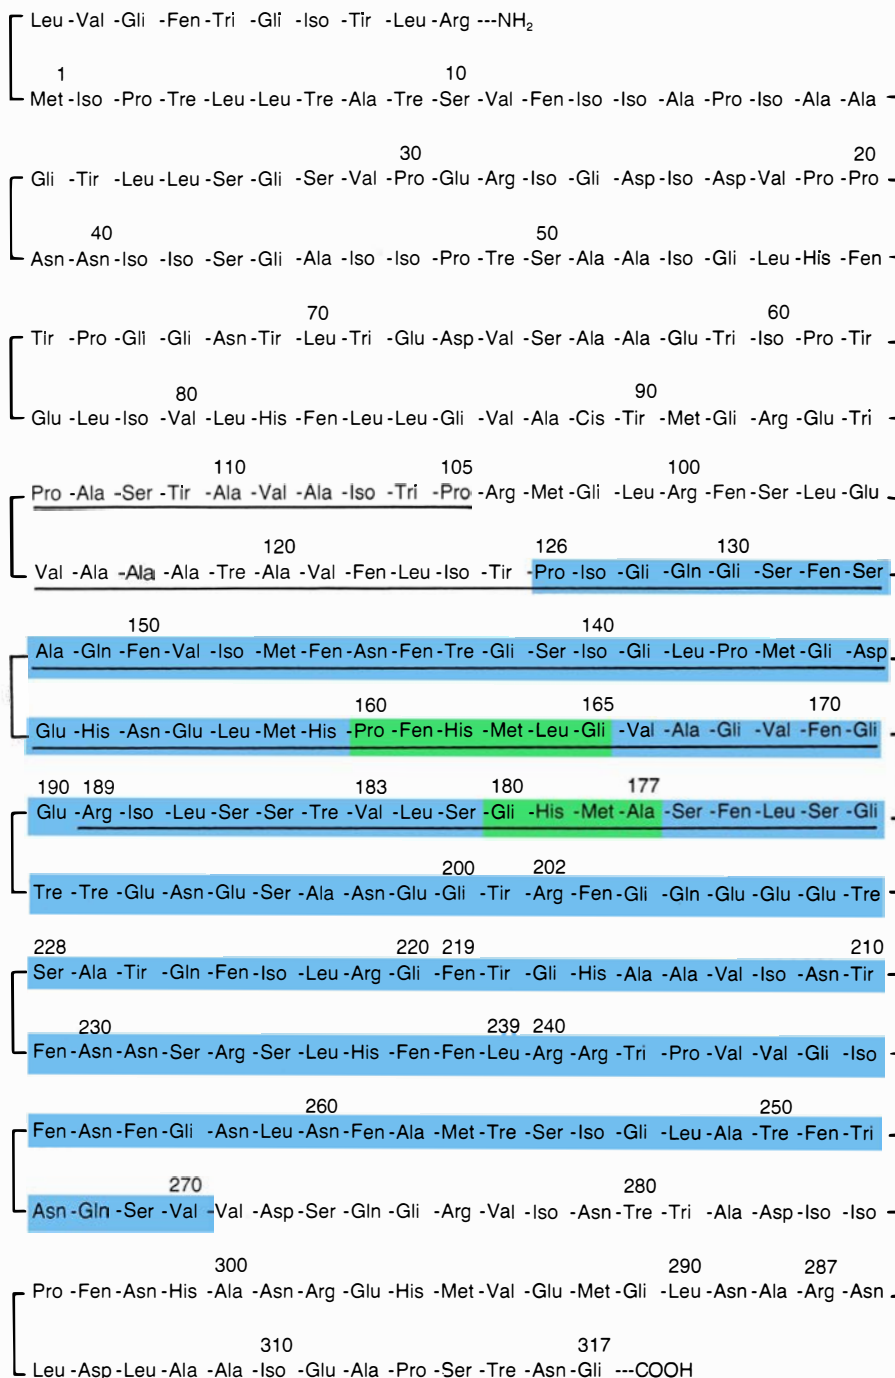 Leu -Val -Gli -Fen -Tri -Gli -Iso -Tir -Leu -Arg ---NH₂
1 10
Met -Iso -Pro -Tre -Leu -Leu -Tre -Ala -Tre -Ser -Val -Fen -Iso -Iso -Ala -Pro -Iso -Ala -Ala
30 20
Gli -Tir -Leu -Leu -Ser -Gli -Ser -Val -Pro -Glu -Arg -Iso -Gli -Asp -Iso -Asp -Val -Pro -Pro
40 50
Asn -Asn -Iso -Iso -Ser -Gli -Ala -Iso -Iso -Pro -Tre -Ser -Ala -Ala -Iso -Gli -Leu -His -Fen
70 60
Tir -Pro -Gli -Gli -Asn -Tir -Leu -Tri -Glu -Asp -Val -Ser -Ala -Ala -Glu -Tri -Iso -Pro -Tir
80 90
Glu -Leu -Iso -Val -Leu -His -Fen -Leu -Leu -Gli -Val -Ala -Cis -Tir -Met -Gli -Arg -Glu -Tri
110 105 100
Pro -Ala -Ser -Tir -Ala -Val -Ala -Iso -Tri -Pro -Arg -Met -Gli -Leu -Arg -Fen -Ser -Leu -Glu
120 126 130
Val -Ala -Ala -Ala -Tre -Ala -Val -Fen -Leu -Iso -Tir -Pro -Iso -Gli -Gln -Gli -Ser -Fen -Ser
150 140
Ala -Gln -Fen -Val -Iso -Met -Fen -Asn -Fen -Tre -Gli -Ser -Iso -Gli -Leu -Pro -Met -Gli -Asp
160 165 170
Glu -His -Asn -Glu -Leu -Met -His -Pro -Fen -His -Met -Leu -Gli -Val -Ala -Gli -Val -Fen -Gli
190 189 183 180 177
Glu -Arg -Iso -Leu -Ser -Ser -Tre -Val -Leu -Ser -Gli -His -Met -Ala -Ser -Fen -Leu -Ser -Gli
200 202
Tre -Tre -Glu -Asn -Glu -Ser -Ala -Asn -Glu -Gli -Tir -Arg -Fen -Gli -Gln -Glu -Glu -Glu -Tre
228 220 219 210
Ser -Ala -Tir -Gln -Fen -Iso -Leu -Arg -Gli -Fen -Tir -Gli -His -Ala -Ala -Val -Iso -Asn -Tir
230 239 240
Fen -Asn -Asn -Ser -Arg -Ser -Leu -His -Fen -Fen -Leu -Arg -Arg -Tri -Pro -Val -Val -Gli -Iso
260 250
Fen -Asn -Fen -Gli -Asn -Leu -Asn -Fen -Ala -Met -Tre -Ser -Iso -Gli -Leu -Ala -Tre -Fen -Tri
270 280
Asn -Gln -Ser -Val -Val -Asp -Ser -Gln -Gli -Arg -Val -Iso -Asn -Tre -Tri -Ala -Asp -Iso -Iso
300 290 287
Pro -Fen -Asn -His -Ala -Asn -Arg -Glu -His -Met -Val -Glu -Met -Gli -Leu -Asn -Ala -Arg -Asn
310 317
Leu -Asp -Leu -Ala -Ala -Iso -Glu -Ala -Pro -Ser -Tre -Asn -Gli ---COOH